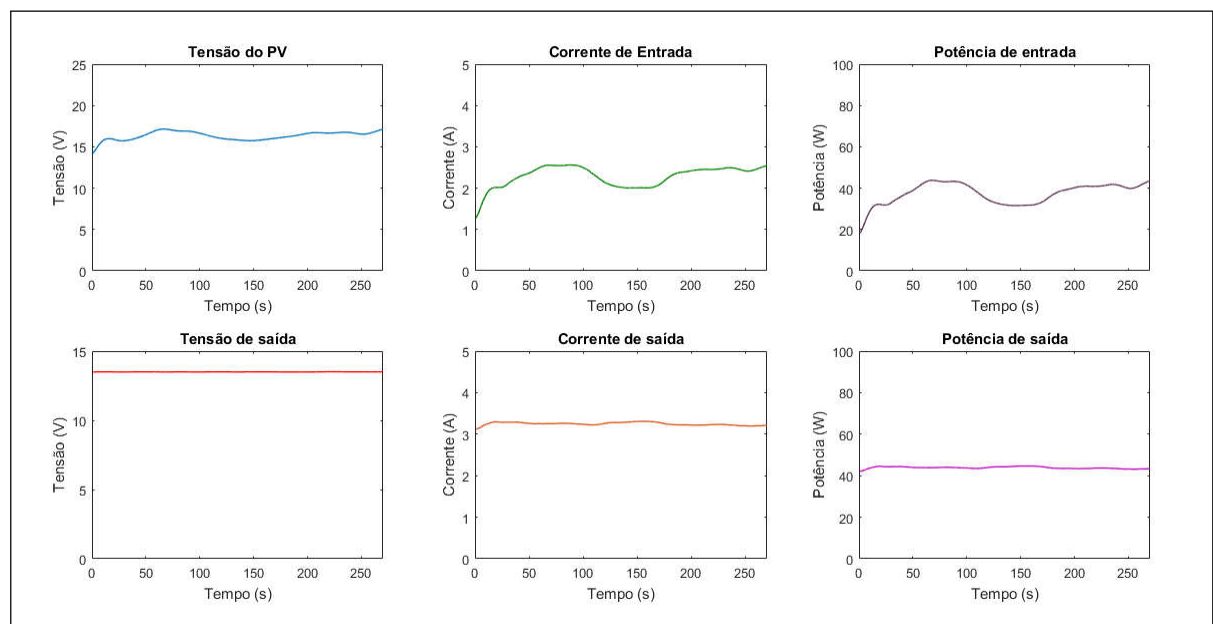 Tensão do PV
25
20
15
10
5
0
Tensão (V)
0 50 100 150 200 250
Tempo (s)
Corrente de Entrada
5
4
3
2
1
0
Corrente (A)
0 50 100 150 200 250
Tempo (s)
Potência de entrada
100
80
60
40
20
0
Potência (W)
0 50 100 150 200 250
Tempo (s)
Tensão de saída
15
10
5
0
Tensão (V)
0 50 100 150 200 250
Tempo (s)
Corrente de saída
5
4
3
2
1
0
Corrente (A)
0 50 100 150 200 250
Tempo (s)
Potência de saída
100
80
60
40
20
0
Potência (W)
0 50 100 150 200 250
Tempo (s)